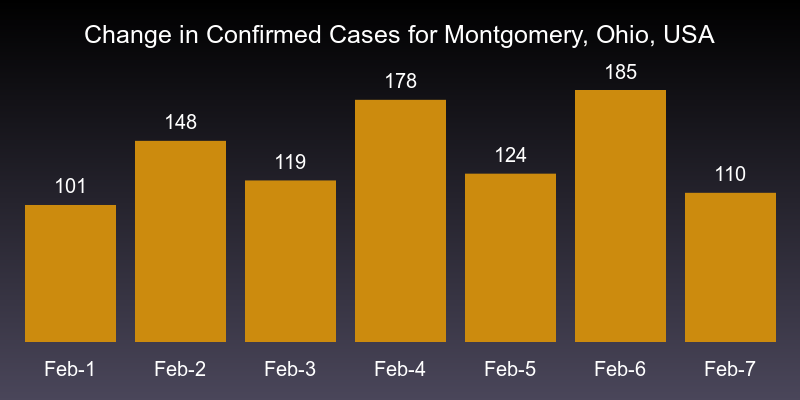 Change in Confirmed Cases for Montgomery, Ohio, USA
101 148 119 178 124 185 110
Feb-1 Feb-2 Feb-3 Feb-4 Feb-5 Feb-6 Feb-7